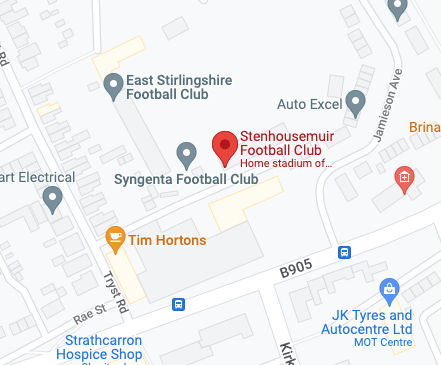 Rd
East Stirlingshire
Football Club
Auto Excel
Jamieson Ave
Stenhousemuir
Football Club
Home stadium of...
Brina
Syngenta Football Club
art Electrical
Tim Hortons
B905
Tryst Rd
Rae St
JK Tyres and
Autocentre Ltd
MOT Centre
Strathcarron
Hospice Shop
Kirk